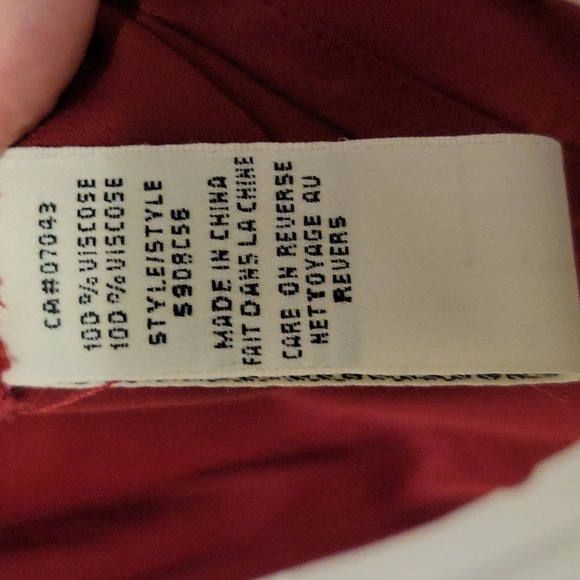 CA#07043
100% VISCOSE
100% VISCOSE
STYLE/STYLE
MADE IN CHINA
FAIT DANS LA CHINE
CARE ON REVERSE
NETTOYAGE AU
REVERS